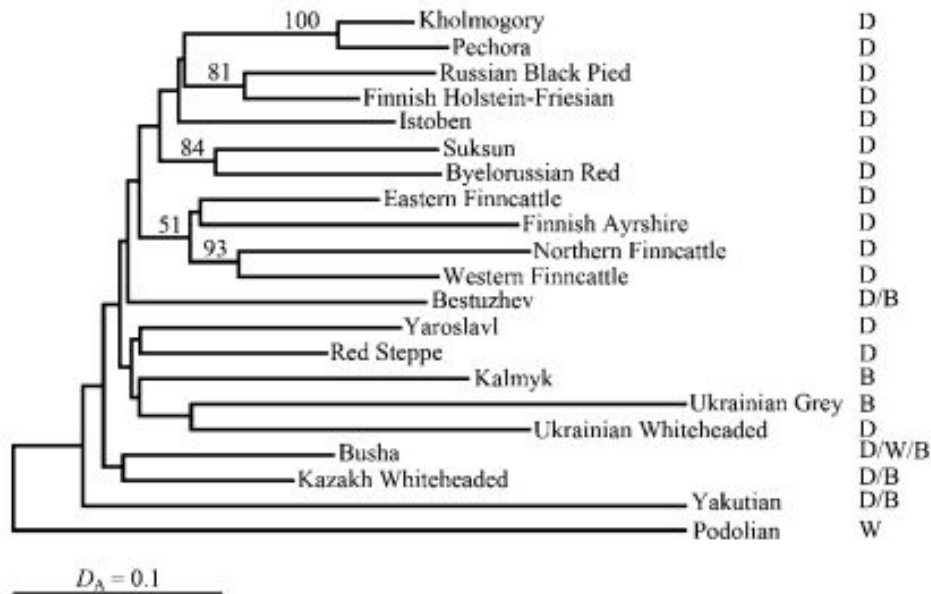 100 Kholmogory D
Pechora D
81 Russian Black Pied D
Finnish Holstein-Friesian D
Istoben D
84 Suksun D
Byelorussian Red D
Eastern Finncattle D
51 Finnish Ayrshire D
93 Northern Finncattle D
Western Finncattle D
Bestuzhev D/B
Yaroslavl D
Red Steppe D
Kalmyk B
Ukrainian Grey B
Ukrainian Whiteheaded D
Busha D/W/B
Kazakh Whiteheaded D/B
Yakutian D/B
Podolian W
D_A = 0.1